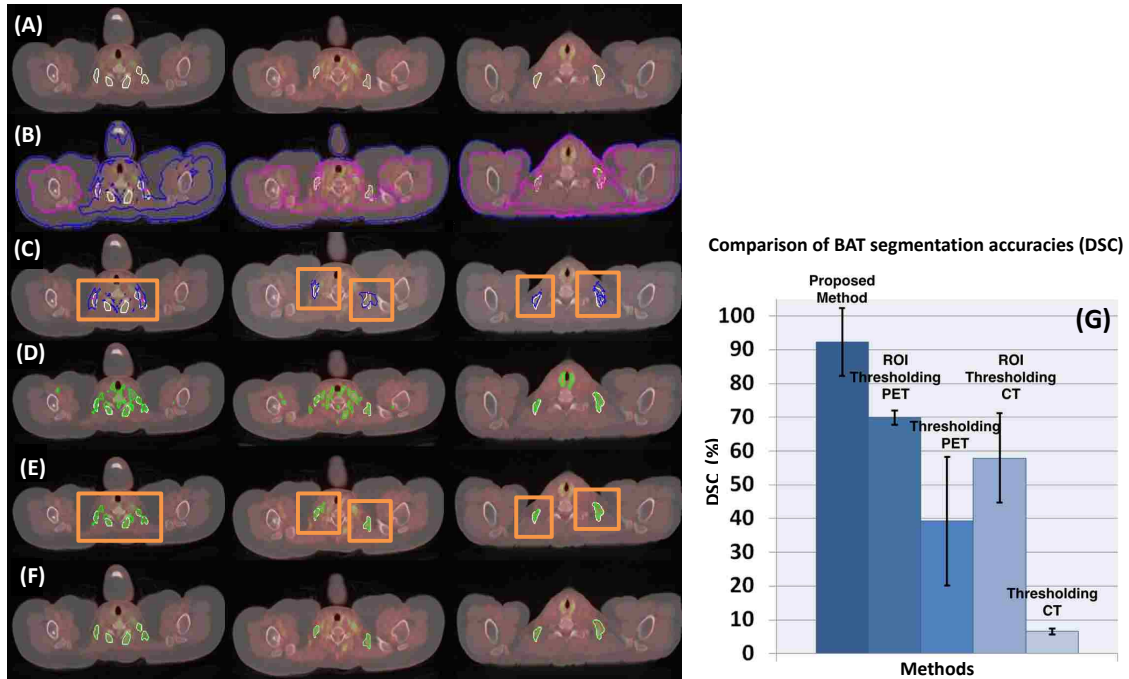 (A)
(B)
(C)
(D)
(E)
(F)
Comparison of BAT segmentation accuracies (DSC)
(G)
Proposed
Method
ROI
Thresholding
PET
Thresholding
PET
ROI
Thresholding
CT
Thresholding
CT
100
90
80
70
60
50
40
30
20
10
0
DSC (%)
Methods